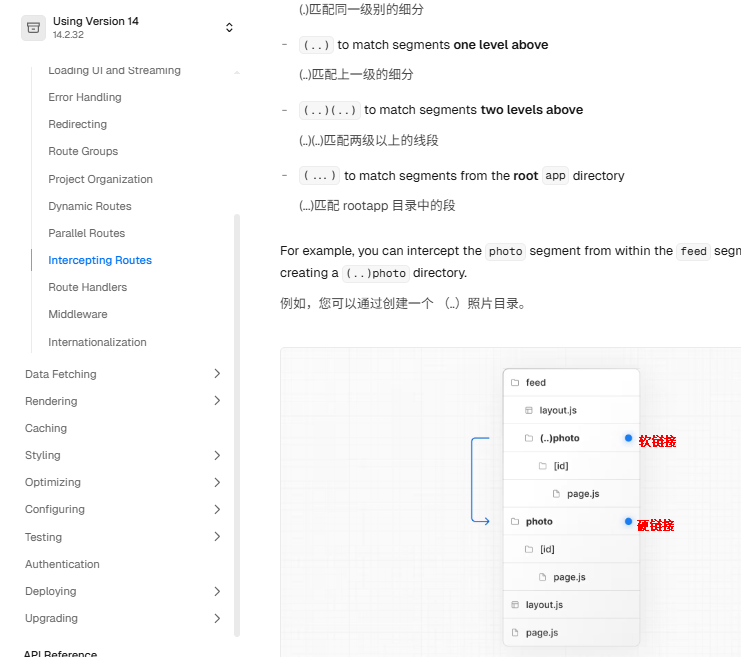 Using Version 14
14.2.32
Loading UI and Streaming
Error Handling
Redirecting
Route Groups
Project Organization
Dynamic Routes
Parallel Routes
Intercepting Routes
Route Handlers
Middleware
Internationalization
Data Fetching
Rendering
Caching
Styling
Optimizing
Configuring
Testing
Authentication
Deploying
Upgrading
API Reference
(.)匹配同一级别的细分
- (..) to match segments one level above
(..)匹配上一级的细分
- (..)(..) to match segments two levels above
(..)(..)匹配两级以上的线段
- (...) to match segments from the root app directory
(...)匹配 rootapp 目录中的段
For example, you can intercept the photo segment from within the feed segm
creating a (..)photo directory.
例如，您可以通过创建一个 （..）照片目录。
feed
layout.js
(..)photo
软链接
[id]
page.js
photo
硬链接
[id]
page.js
layout.js
page.js